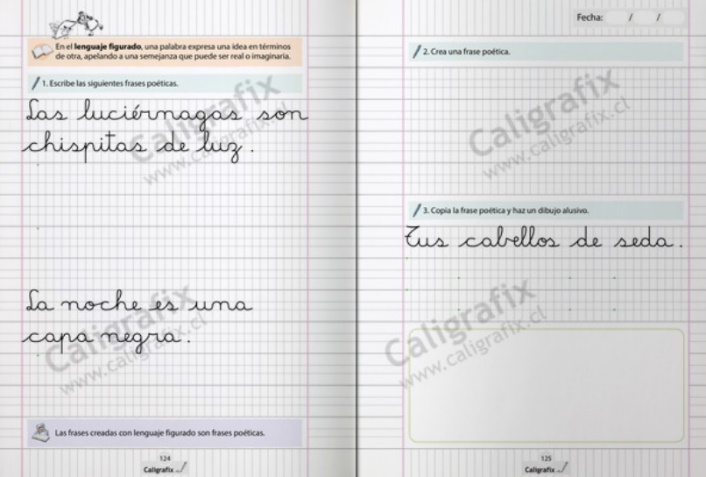 En el lenguaje figurado, una palabra expresa una idea en términos
de otra, apelando a una semejanza que puede ser real o imaginaria.
1. Escribe las siguientes frases poéticas.
Las luciérnagas son
chispitas de luz.
Caligrafix
www.caligrafix.cl
La noche es una
capa negra.
Caligrafix
www.caligrafix.cl
Las frases creadas con lenguaje figurado son frases poéticas.
124
Caligrafix
Fecha: / /
2. Crea una frase poética.
Caligrafix
www.caligrafix.cl
3. Copia la frase poética y haz un dibujo alusivo.
Tus cabellos de seda.
Caligrafix
www.caligrafix.cl
125
Caligrafix